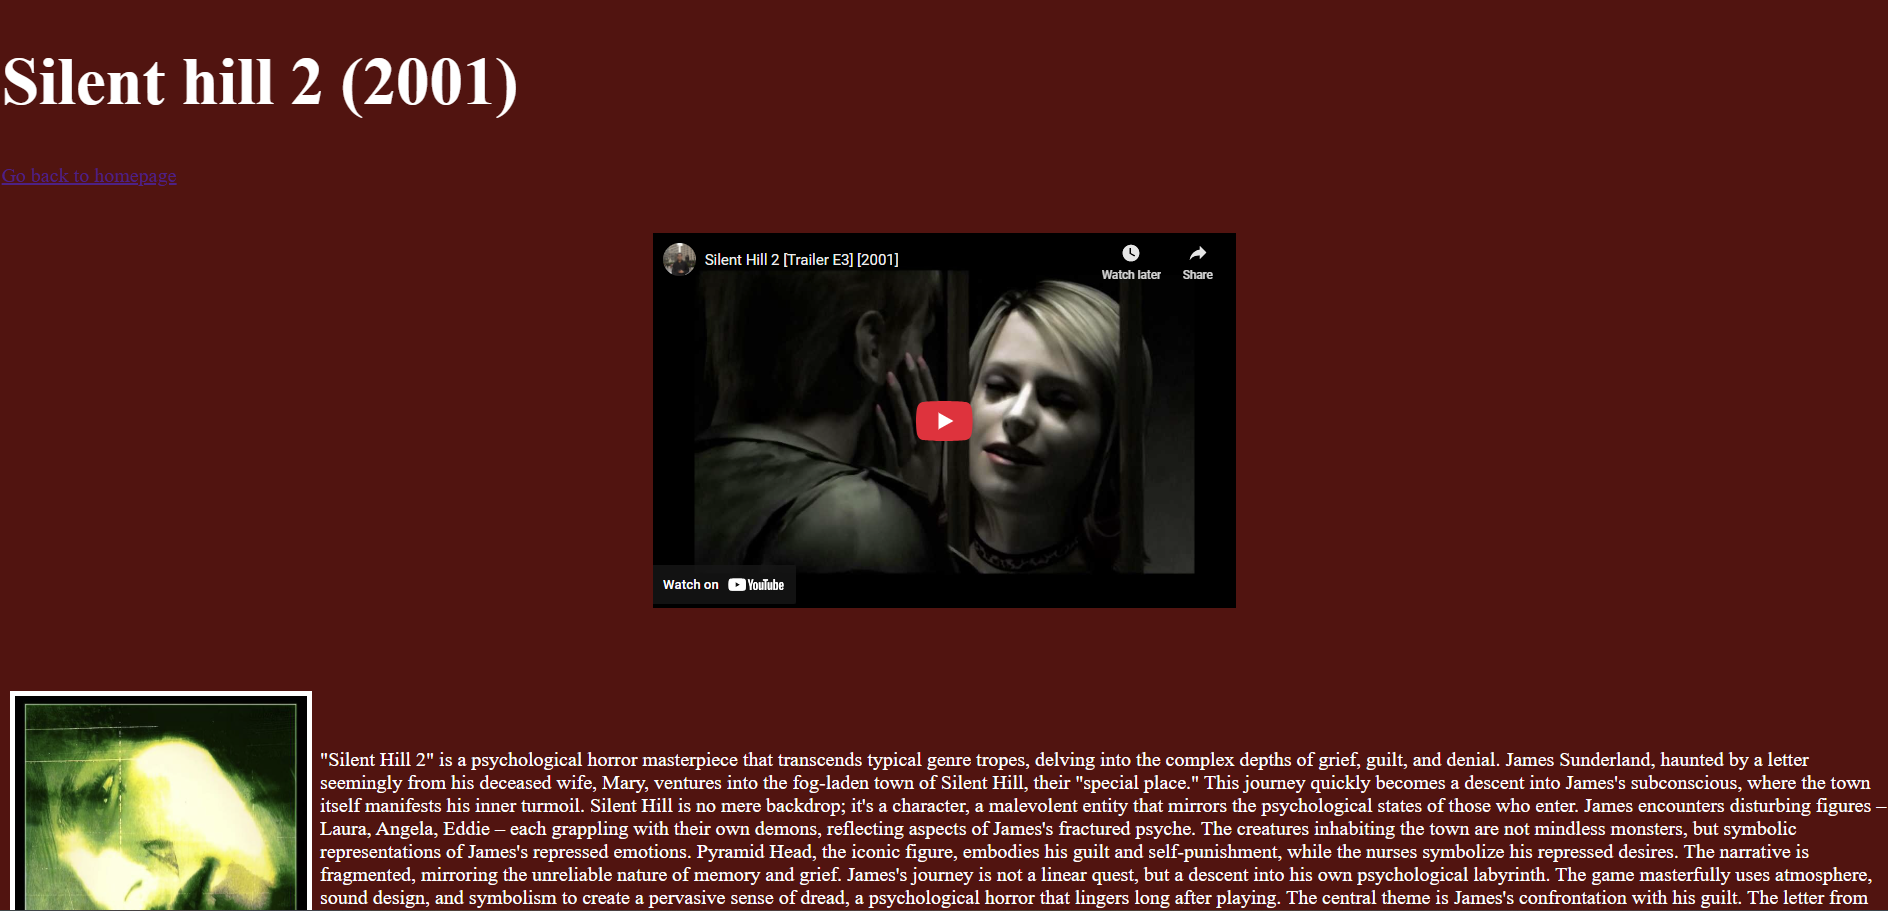 Silent hill 2 (2001)
Go back to homepage
Silent Hill 2 [Trailer E3] [2001]
Watch later
Share
Watch on YouTube
"Silent Hill 2" is a psychological horror masterpiece that transcends typical genre tropes, delving into the complex depths of grief, guilt, and denial. James Sunderland, haunted by a letter
seemingly from his deceased wife, Mary, ventures into the fog-laden town of Silent Hill, their "special place." This journey quickly becomes a descent into James's subconscious, where the town
itself manifests his inner turmoil. Silent Hill is no mere backdrop; it's a character, a malevolent entity that mirrors the psychological states of those who enter. James encounters disturbing figures –
Laura, Angela, Eddie – each grappling with their own demons, reflecting aspects of James's fractured psyche. The creatures inhabiting the town are not mindless monsters, but symbolic
representations of James's repressed emotions. Pyramid Head, the iconic figure, embodies his guilt and self-punishment, while the nurses symbolize his repressed desires. The narrative is
fragmented, mirroring the unreliable nature of memory and grief. James's journey is not a linear quest, but a descent into his own psychological labyrinth. The game masterfully uses atmosphere,
sound design, and symbolism to create a pervasive sense of dread, a psychological horror that lingers long after playing. The central theme is James's confrontation with his guilt. The letter from